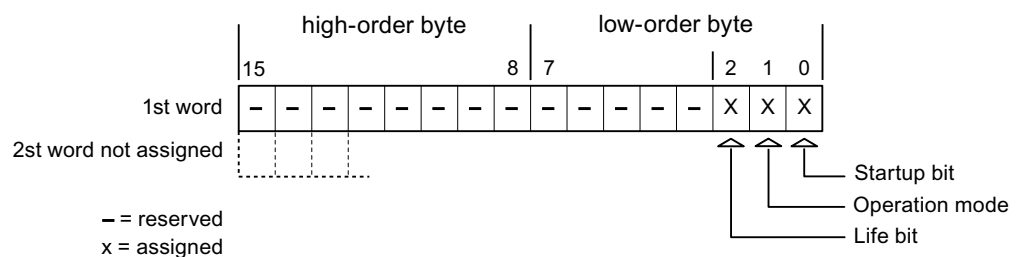 high-order byte low-order byte
15 8 7 2 1 0
1st word – – – – – – – – – – – – – X X X
2st word not assigned
Startup bit
– = reserved Operation mode
x = assigned Life bit